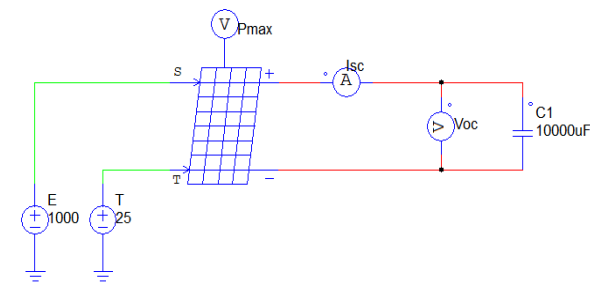 V Pmax
S + Isc
A
C1
V Voc 10000uF
T −
E T
1000 25